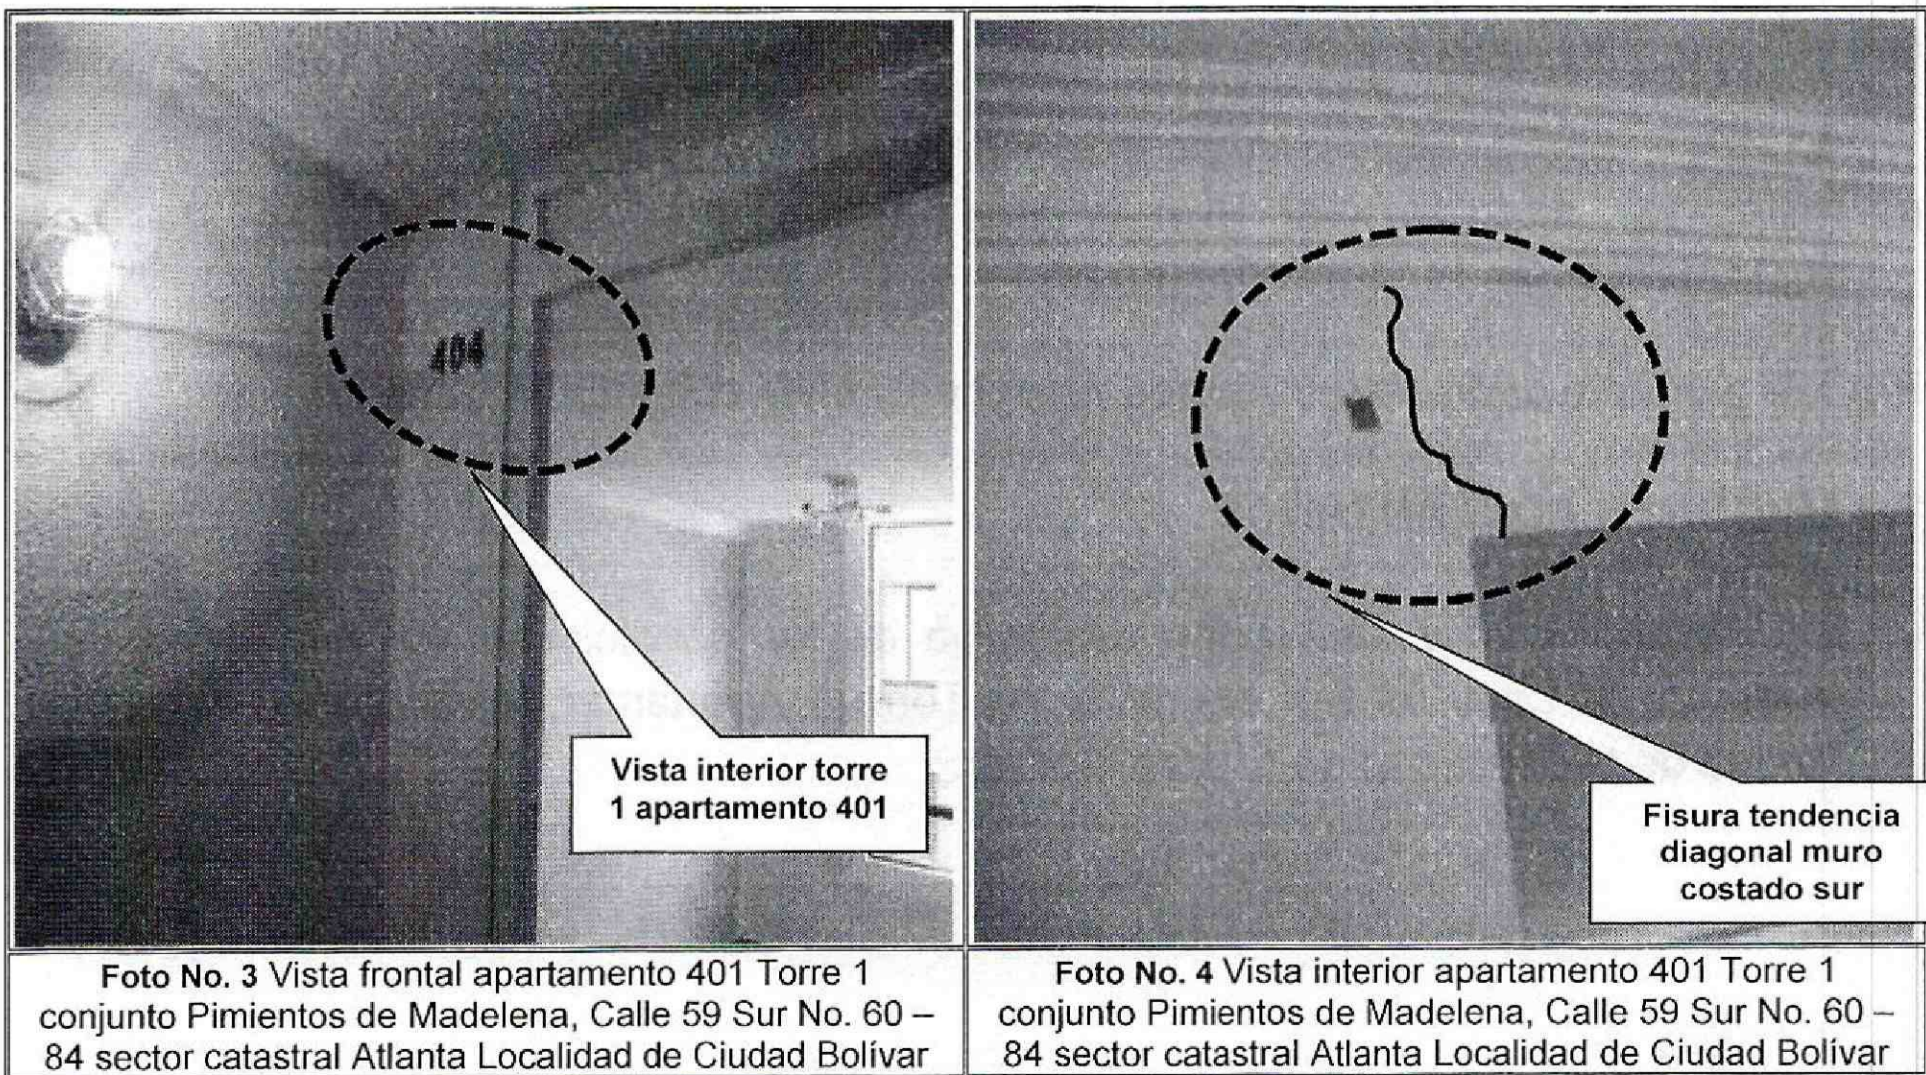 404
Vista interior torre
1 apartamento 401
Foto No. 3 Vista frontal apartamento 401 Torre 1
conjunto Pimientos de Madelena, Calle 59 Sur No. 60 –
84 sector catastral Atlanta Localidad de Ciudad Bolívar
Fisura tendencia
diagonal muro
costado sur
Foto No. 4 Vista interior apartamento 401 Torre 1
conjunto Pimientos de Madelena, Calle 59 Sur No. 60 –
84 sector catastral Atlanta Localidad de Ciudad Bolívar